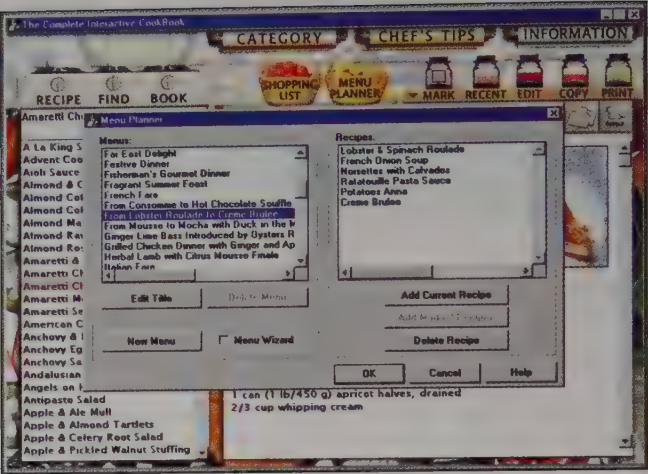 The Complete Interactive CookBook
CATEGORY
CHEF'S TIPS
INFORMATION
RECIPE
FIND
BOOK
SHOPPING LIST
MENU PLANNER
MARK
RECENT
EDIT
COPY
PRINT
Amaretti Ch
A La King S
Advent Coo
Aioli Sauce
Almond & C
Almond Cof
Almond Col
Almond Ma
Almond Ra
Almond Ro
Amaretti &
Amaretti Cl
Amaretti Ch
Amaretti M
Amaretti Se
American C
Anchovy &
Anchovy Eg
Anchovy Sa
Andalusian
Angels on
Antipasto Salad
Apple & Ale Mull
Apple & Almond Tartlets
Apple & Celery Root Salad
Apple & Pickled Walnut Stuffing
Menu Planner
Menus:
Far East Delight
Festive Dinner
Fisherman's Gourmet Dinner
Fragrant Summer Feast
French Fare
From Consomme to Hot Chocolate Souffle
From Lobster Roulade to Creme Brulee
From Mousse to Mocha with Duck in the M
Ginger Lime Bass Introduced by Oysters R
Grilled Chicken Dinner with Ginger and Ap
Herbal Lamb with Citrus Mousse Finale
Italian Fare
Recipes:
Lobster & Spinach Roulade
French Onion Soup
Noisettes with Calvados
Ratatouille Pasta Sauce
Potatoes Anna
Creme Brulee
Edit Title
Delete Menu
New Menu
Menu Wizard
Add Current Recipe
Add Marked Recipes
Delete Recipe
OK
Cancel
Help
1 can (1 lb/450 g) apricot halves, drained
2/3 cup whipping cream